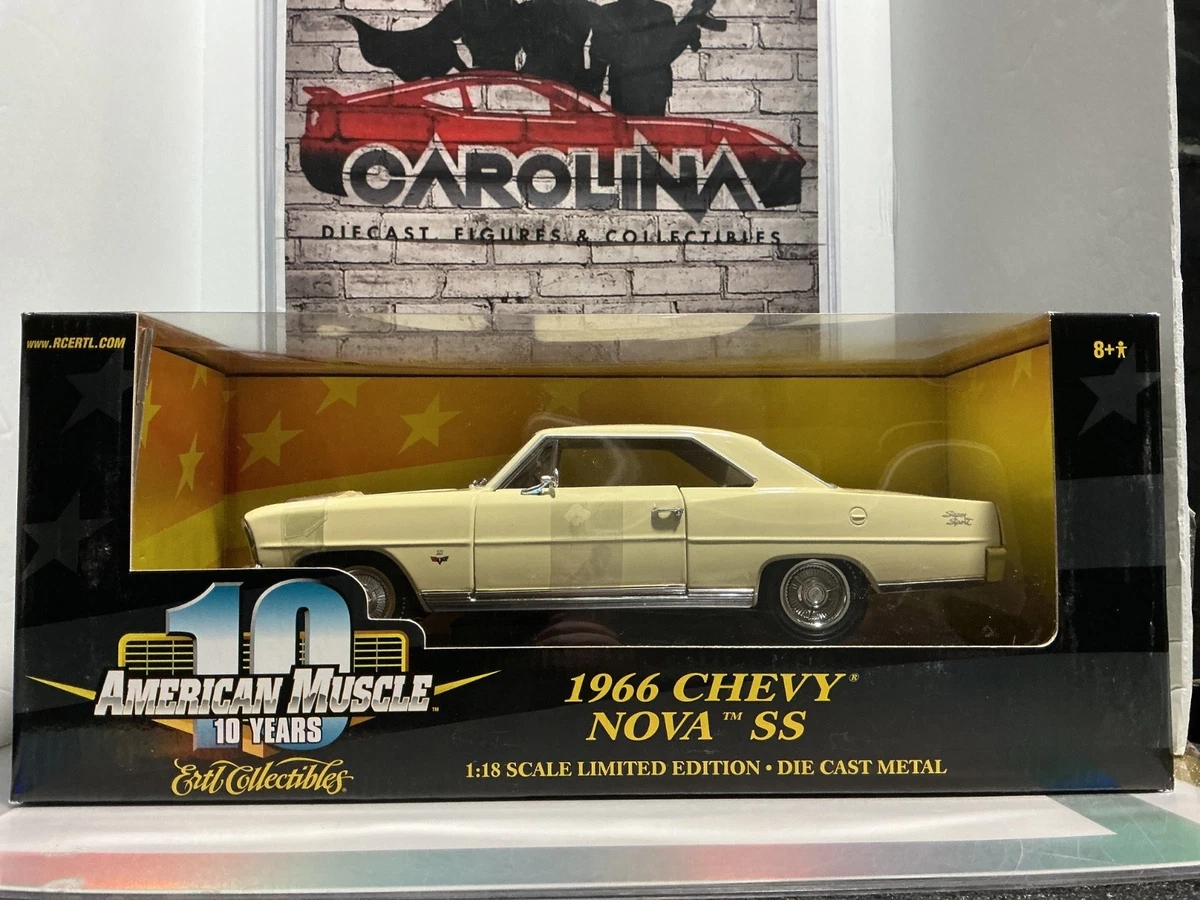 CAROLINA
DIECAST, FIGURES & COLLECTIBLES
www.RCERTL.COM
8+
Super
Sport
10
AMERICAN MUSCLE™
10 YEARS
Ertl Collectibles®
1966 CHEVY®
NOVA™ SS
1:18 SCALE LIMITED EDITION • DIE CAST METAL